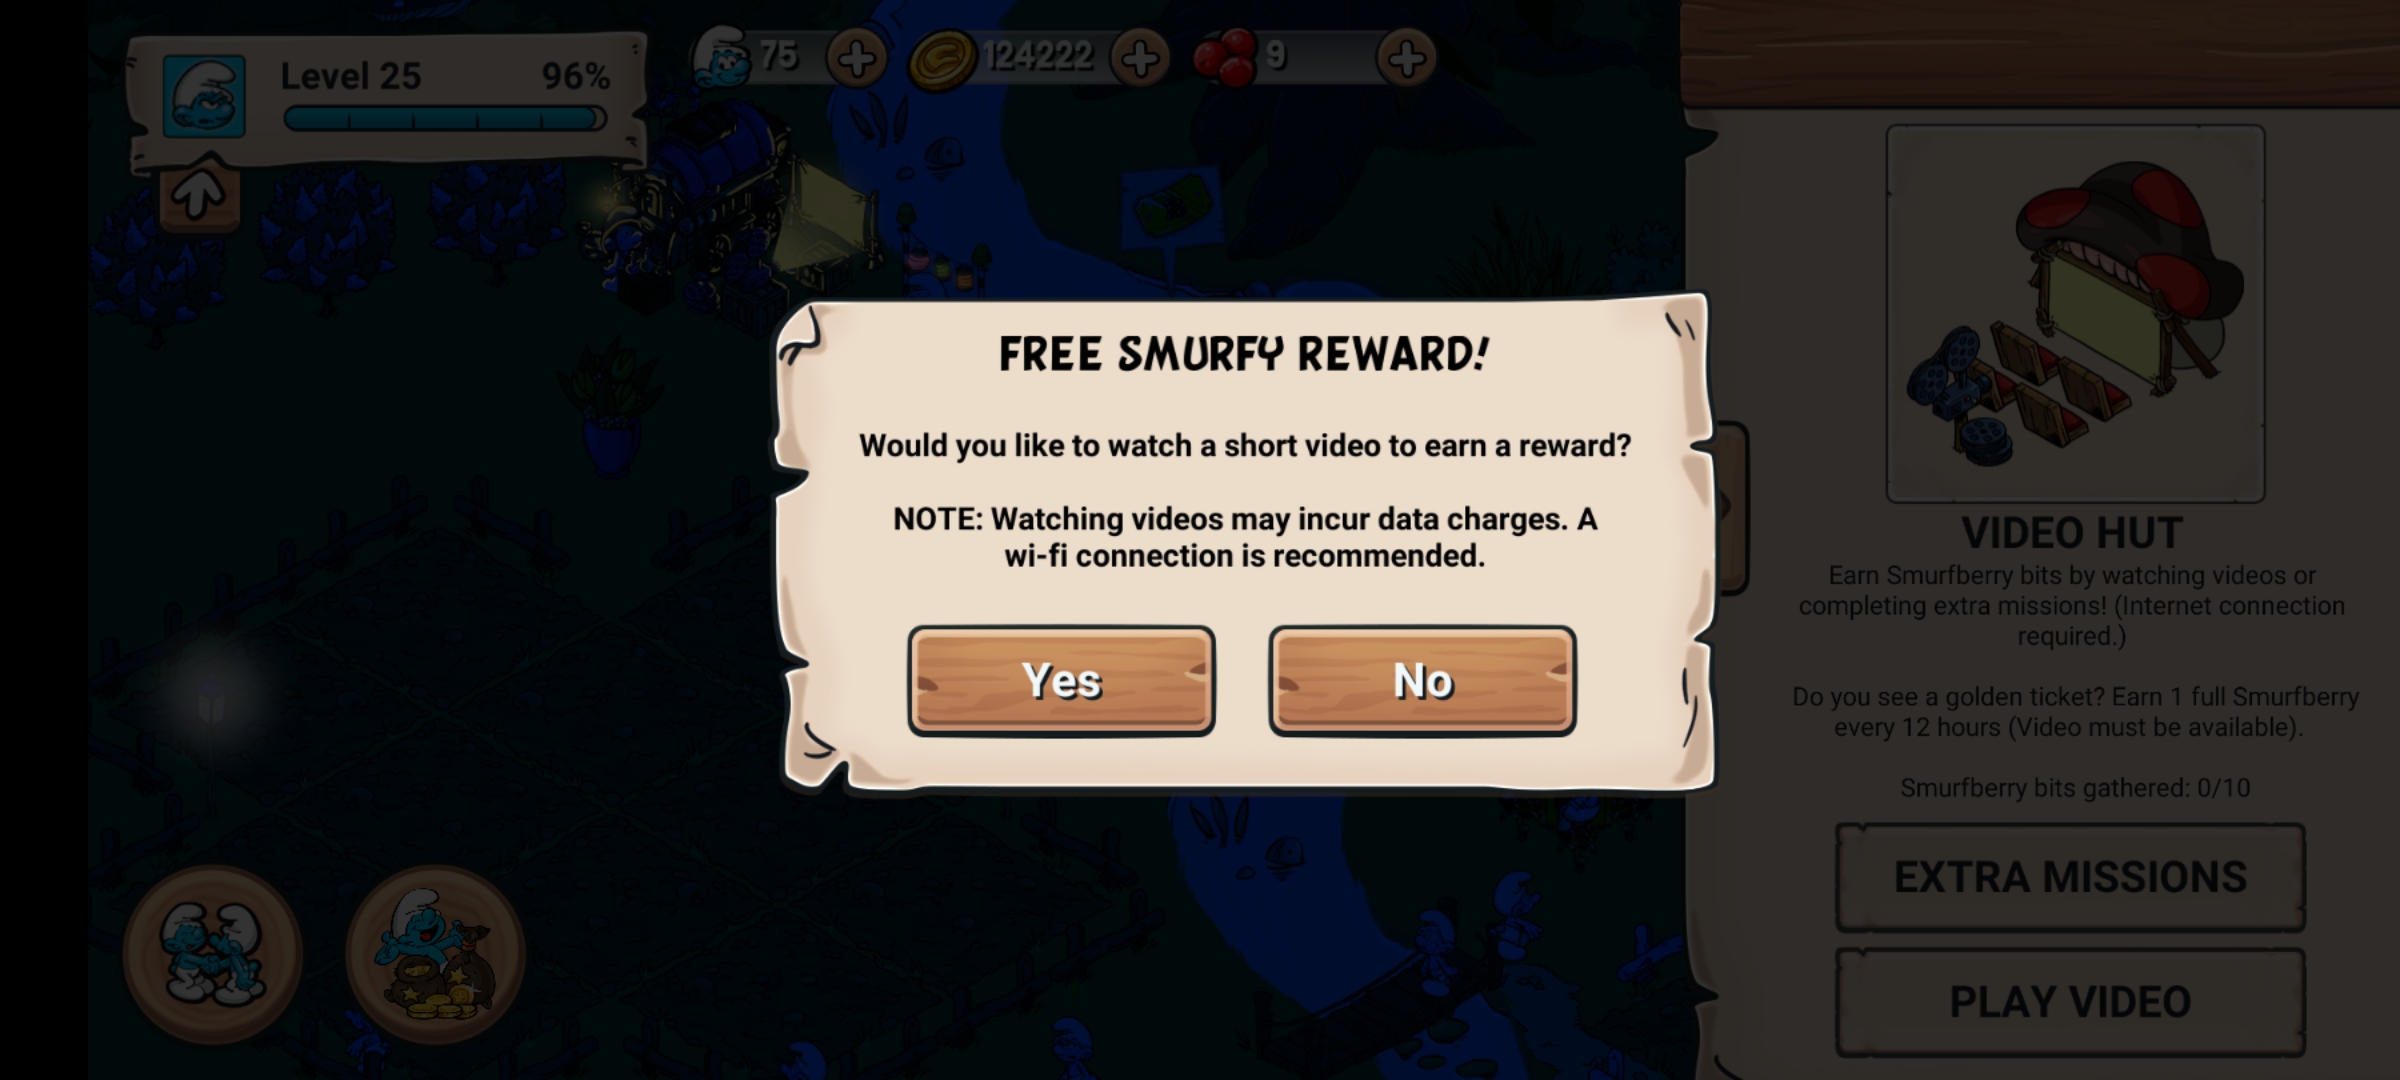 Level 25 96%
75
124222
9
FREE SMURFY REWARD!
Would you like to watch a short video to earn a reward?
NOTE: Watching videos may incur data charges. A
wi-fi connection is recommended.
Yes
No
VIDEO HUT
Earn Smurfberry bits by watching videos or
completing extra missions! (Internet connection
required.)
Do you see a golden ticket? Earn 1 full Smurfberry
every 12 hours (Video must be available).
Smurfberry bits gathered: 0/10
EXTRA MISSIONS
PLAY VIDEO